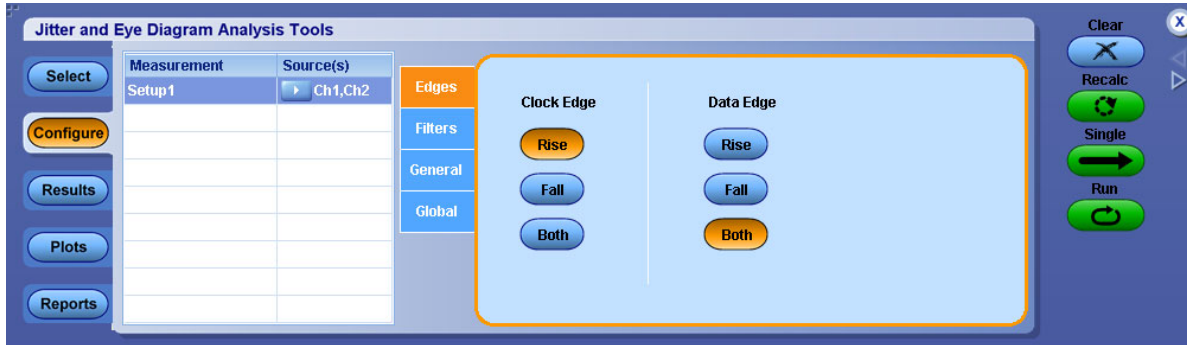 Jitter and Eye Diagram Analysis Tools
Select
Configure
Results
Plots
Reports
Measurement Source(s)
Setup1 Ch1,Ch2
Edges
Filters
General
Global
Clock Edge
Rise
Fall
Both
Data Edge
Rise
Fall
Both
Clear
Recalc
Single
Run
X